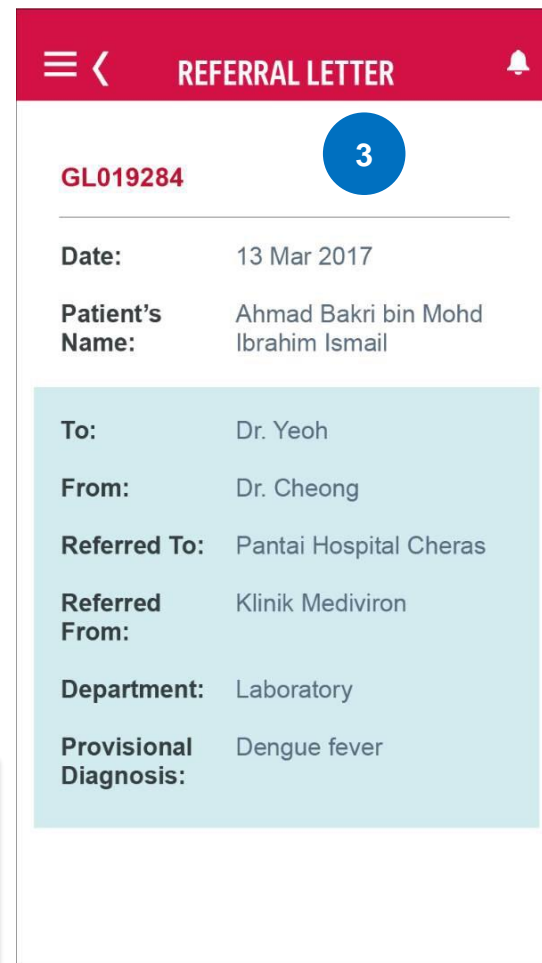 REFERRAL LETTER
3
GL019284
Date: 13 Mar 2017
Patient's Ahmad Bakri bin Mohd
Name: Ibrahim Ismail
To: Dr. Yeoh
From: Dr. Cheong
Referred To: Pantai Hospital Cheras
Referred Klinik Mediviron
From:
Department: Laboratory
Provisional Dengue fever
Diagnosis: